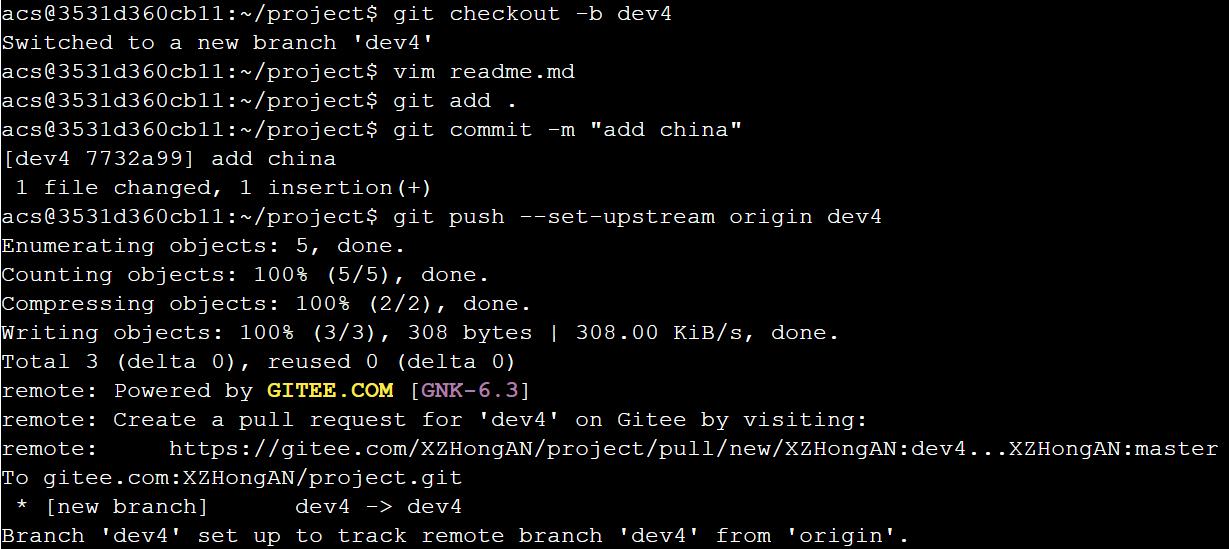 acs@3531d360cb11:~/project$ git checkout -b dev4
Switched to a new branch 'dev4'
acs@3531d360cb11:~/project$ vim readme.md
acs@3531d360cb11:~/project$ git add .
acs@3531d360cb11:~/project$ git commit -m "add china"
[dev4 7732a99] add china
 1 file changed, 1 insertion(+)
acs@3531d360cb11:~/project$ git push --set-upstream origin dev4
Enumerating objects: 5, done.
Counting objects: 100% (5/5), done.
Compressing objects: 100% (2/2), done.
Writing objects: 100% (3/3), 308 bytes | 308.00 KiB/s, done.
Total 3 (delta 0), reused 0 (delta 0)
remote: Powered by GITEE.COM [GNK-6.3]
remote: Create a pull request for 'dev4' on Gitee by visiting:
remote:     https://gitee.com/XZHongAN/project/pull/new/XZHongAN:dev4...XZHongAN:master
To gitee.com:XZHongAN/project.git
 * [new branch]      dev4 -> dev4
Branch 'dev4' set up to track remote branch 'dev4' from 'origin'.